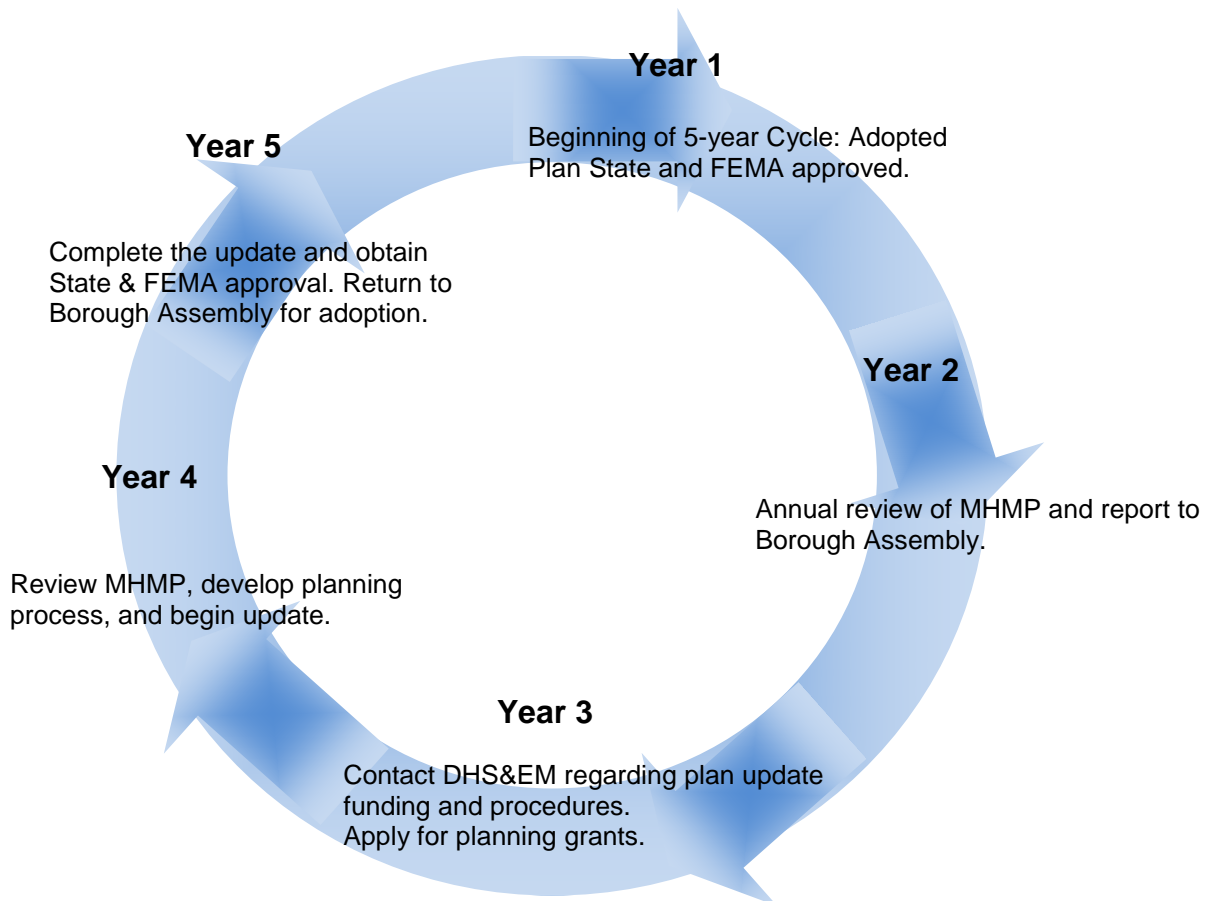 Year 1
Beginning of 5-year Cycle: Adopted
Plan State and FEMA approved.
Year 2
Annual review of MHMP and report to
Borough Assembly.
Year 3
Contact DHS&EM regarding plan update
funding and procedures.
Apply for planning grants.
Year 4
Review MHMP, develop planning
process, and begin update.
Year 5
Complete the update and obtain
State & FEMA approval. Return to
Borough Assembly for adoption.